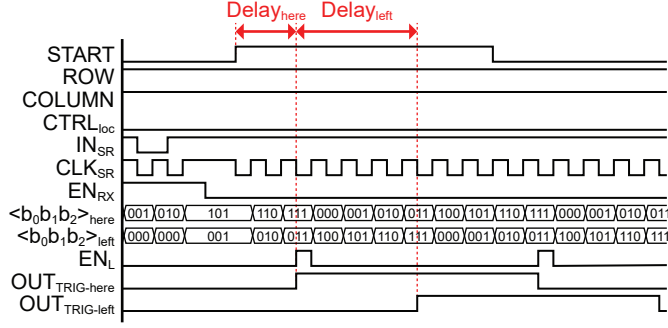 Delayhere Delayleft
START
ROW
COLUMN
CTRLloc
INSR
CLKSR
ENRX
<b0b1b2>here 001 010 101 110 111 000 001 010 011 100 101 110 111 000 001 010 011
<b0b1b2>left 000 000 001 010 011 100 101 110 111 000 001 010 011 100 101 110 111
ENL
OUTTRIG-here
OUTTRIG-left